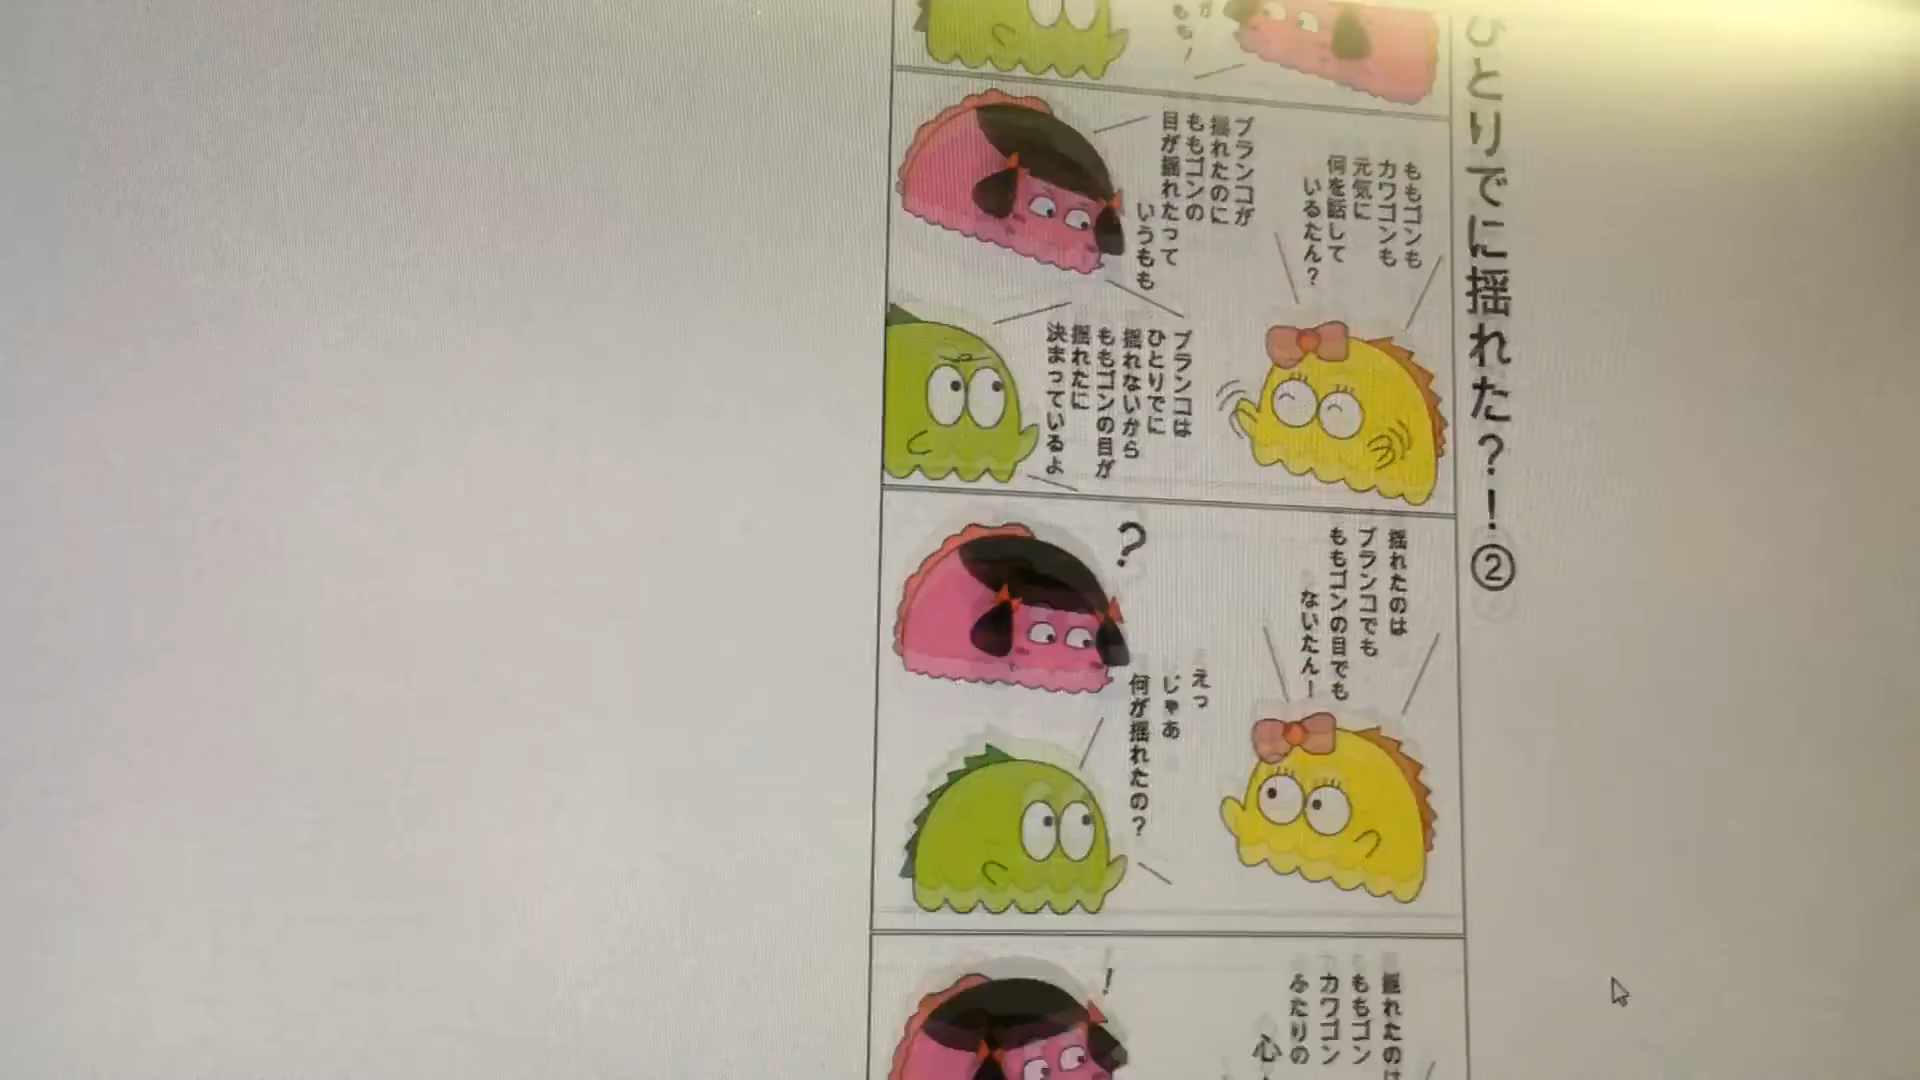 ひとりでに揺れた？！②
ももゴンも
カワゴンも
元気に
何を話して
いるたん？
ブランコが
揺れたのに
ももゴンの
目が揺れたって
いうもも
ブランコは
ひとりでに
揺れないから
ももゴンの目が
揺れたに
決まっているよ
揺れたのは
ブランコでも
ももゴンの目でも
ないたんー
？
えっ
じゃあ
何が揺れたの？
揺れたのは
ももゴン
カワゴン
ふたりの
心
！